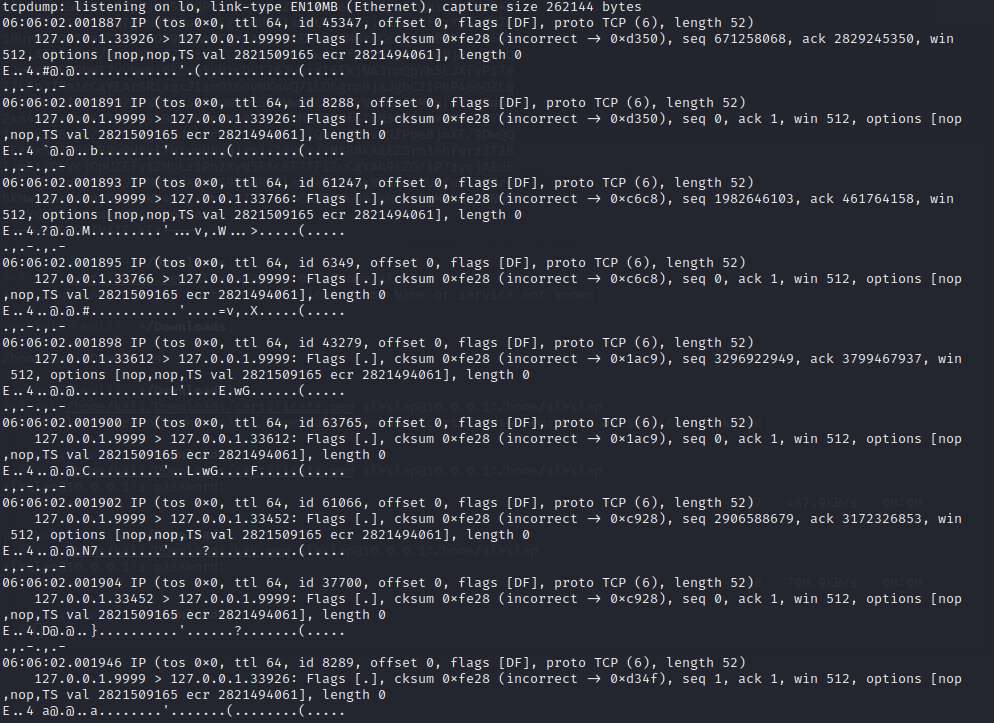 tcpdump: listening on lo, link-type EN10MB (Ethernet), capture size 262144 bytes
06:06:02.001887 IP (tos 0×0, ttl 64, id 45347, offset 0, flags [DF], proto TCP (6), length 52)
127.0.0.1.33926 > 127.0.0.1.9999: Flags [.], cksum 0×fe28 (incorrect → 0×d350), seq 671258068, ack 2829245350, win
512, options [nop,nop,TS val 2821509165 ecr 2821494061], length 0
E..4.#@.@............'.(...........(.....
.,.-.,.-
06:06:02.001891 IP (tos 0×0, ttl 64, id 8288, offset 0, flags [DF], proto TCP (6), length 52)
127.0.0.1.9999 > 127.0.0.1.33926: Flags [.], cksum 0×fe28 (incorrect → 0×d350), seq 0, ack 1, win 512, options [nop
,nop,TS val 2821509165 ecr 2821494061], length 0
E..4 `@.@..b........'.......(........(.....
.,.-.,.-
06:06:02.001893 IP (tos 0×0, ttl 64, id 61247, offset 0, flags [DF], proto TCP (6), length 52)
127.0.0.1.9999 > 127.0.0.1.33766: Flags [.], cksum 0×fe28 (incorrect → 0×c6c8), seq 1982646103, ack 461764158, win
512, options [nop,nop,TS val 2821509165 ecr 2821494061], length 0
E..4.?@.@.M.........'...v,.W...>.....(.....
.,.-.,.-
06:06:02.001895 IP (tos 0×0, ttl 64, id 6349, offset 0, flags [DF], proto TCP (6), length 52)
127.0.0.1.33766 > 127.0.0.1.9999: Flags [.], cksum 0×fe28 (incorrect → 0×c6c8), seq 0, ack 1, win 512, options [nop
,nop,TS val 2821509165 ecr 2821494061], length 0
Name or service not known
E..4..@.@.#...........'....=v,.X.....(.....
.,.-.,.-
~/Downloads
06:06:02.001898 IP (tos 0×0, ttl 64, id 43279, offset 0, flags [DF], proto TCP (6), length 52)
127.0.0.1.33612 > 127.0.0.1.9999: Flags [.], cksum 0×fe28 (incorrect → 0×1ac9), seq 3296922949, ack 3799467937, win
512, options [nop,nop,TS val 2821509165 ecr 2821494061], length 0
E..4..@.@............L'....E.wG......(.....
.,.-.,.-
06:06:02.001900 IP (tos 0×0, ttl 64, id 63765, offset 0, flags [DF], proto TCP (6), length 52)
127.0.0.1.9999 > 127.0.0.1.33612: Flags [.], cksum 0×fe28 (incorrect → 0×1ac9), seq 0, ack 1, win 512, options [nop
,nop,TS val 2821509165 ecr 2821494061], length 0
E..4..@.@.C.........'..L.wG....F.....(.....
.,.-.,.-
06:06:02.001902 IP (tos 0×0, ttl 64, id 61066, offset 0, flags [DF], proto TCP (6), length 52)
127.0.0.1.9999 > 127.0.0.1.33452: Flags [.], cksum 0×fe28 (incorrect → 0×c928), seq 2906588679, ack 3172326853, win
512, options [nop,nop,TS val 2821509165 ecr 2821494061], length 0
E..4..@.@.N7........'....?...........(.....
.,.-.,.-
06:06:02.001904 IP (tos 0×0, ttl 64, id 37700, offset 0, flags [DF], proto TCP (6), length 52)
127.0.0.1.33452 > 127.0.0.1.9999: Flags [.], cksum 0×fe28 (incorrect → 0×c928), seq 0, ack 1, win 512, options [nop
,nop,TS val 2821509165 ecr 2821494061], length 0
E..4.D@.@..}..........'......?.......(.....
.,.-.,.-
06:06:02.001946 IP (tos 0×0, ttl 64, id 8289, offset 0, flags [DF], proto TCP (6), length 52)
127.0.0.1.9999 > 127.0.0.1.33926: Flags [.], cksum 0×fe28 (incorrect → 0×d34f), seq 1, ack 1, win 512, options [nop
,nop,TS val 2821509165 ecr 2821494061], length 0
E..4 a@.@..a........'.......(........(.....